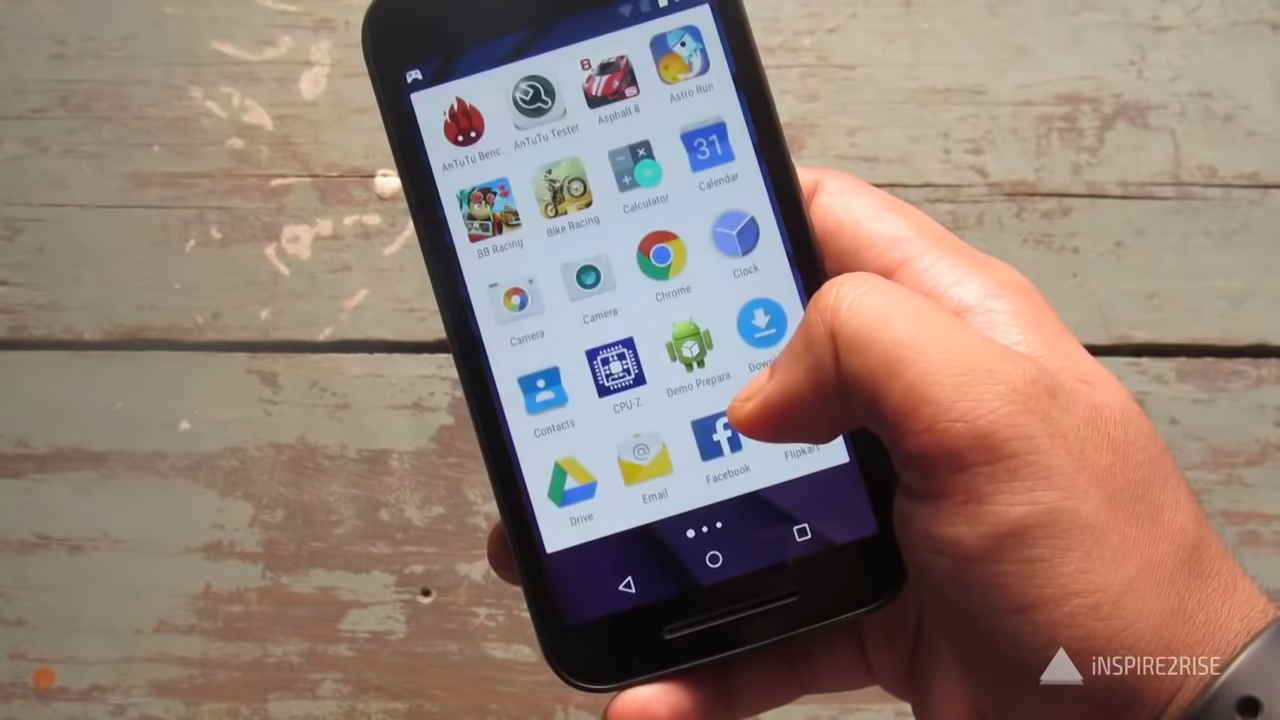 AnTuTu Benc..
AnTuTu Tester
8
Asphalt 8
Astro Run
BB Racing
Bike Racing
Calculator
31
Calendar
Camera
Camera
Chrome
Clock
Contacts
CPU-Z
Demo Prepara..
Drive
@
Email
f
Facebook
Flipkart
iNSPIRE2RISE